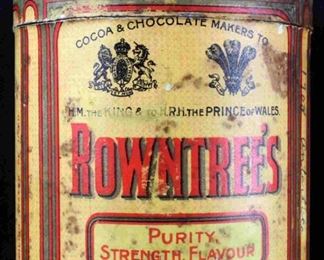 COCOA & CHOCOLATE MAKERS TO
H.M. THE KING & TO H.R.H. THE PRINCE OF WALES.
ROWNTREE'S
PURITY,
STRENGTH, FLAVOUR